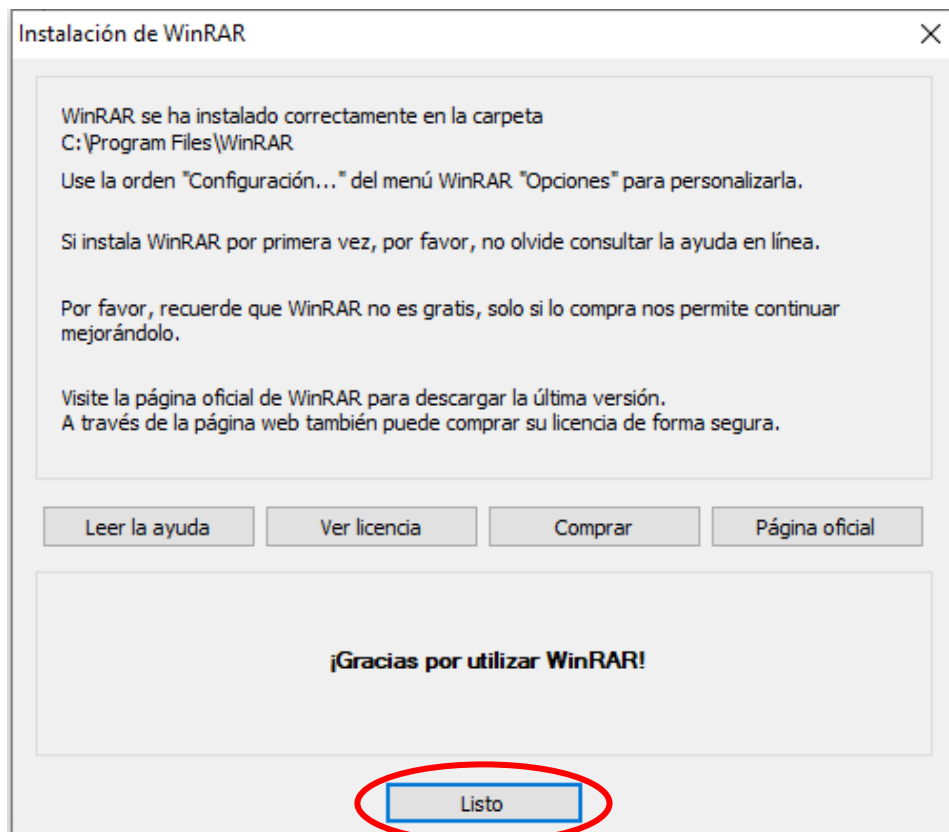 Instalación de WinRAR
WinRAR se ha instalado correctamente en la carpeta
C:\Program Files\WinRAR
Use la orden "Configuración..." del menú WinRAR "Opciones" para personalizarla.
Si instala WinRAR por primera vez, por favor, no olvide consultar la ayuda en línea.
Por favor, recuerde que WinRAR no es gratis, solo si lo compra nos permite continuar
mejorándolo.
Visite la página oficial de WinRAR para descargar la última versión.
A través de la página web también puede comprar su licencia de forma segura.
Leer la ayuda Ver licencia Comprar Página oficial
¡Gracias por utilizar WinRAR!
Listo